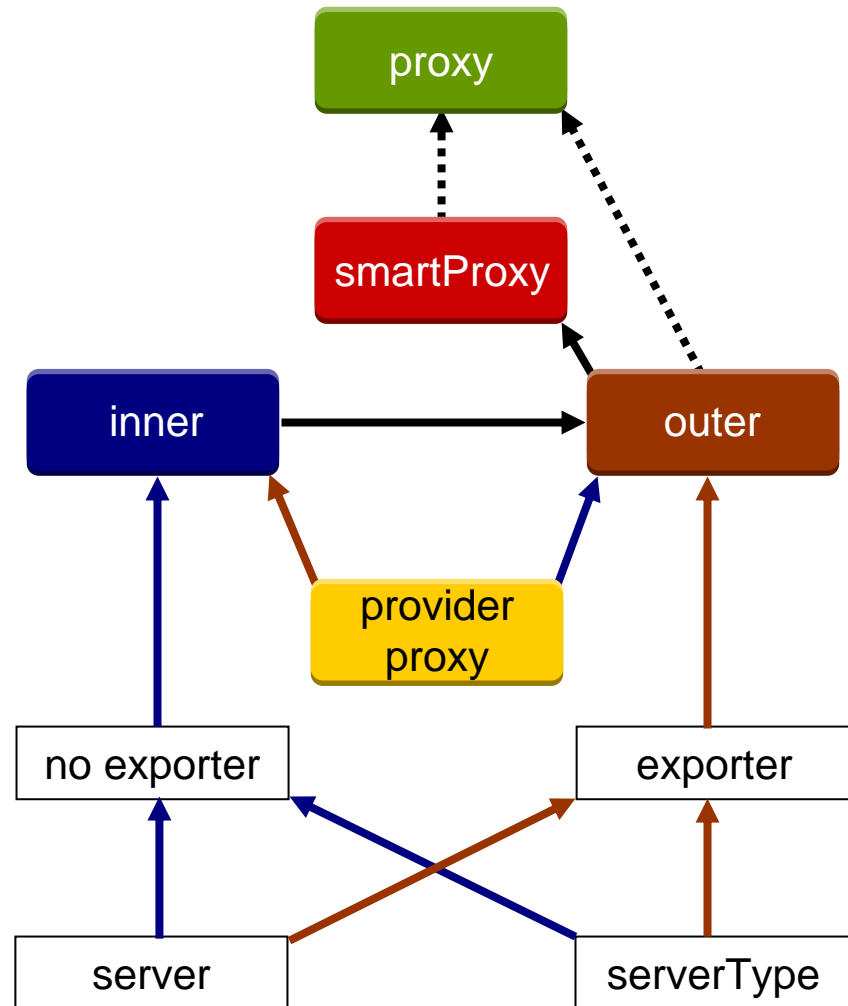 proxy
smartProxy
inner
outer
provider
proxy
no exporter
exporter
server
serverType